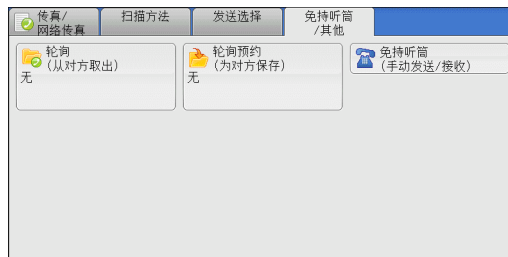 传真/
网络传真
扫描方法
发送选择
免持听筒
/其他
轮询
(从对方取出)
无
轮询预约
(为对方保存)
无
免持听筒
(手动发送/接收)